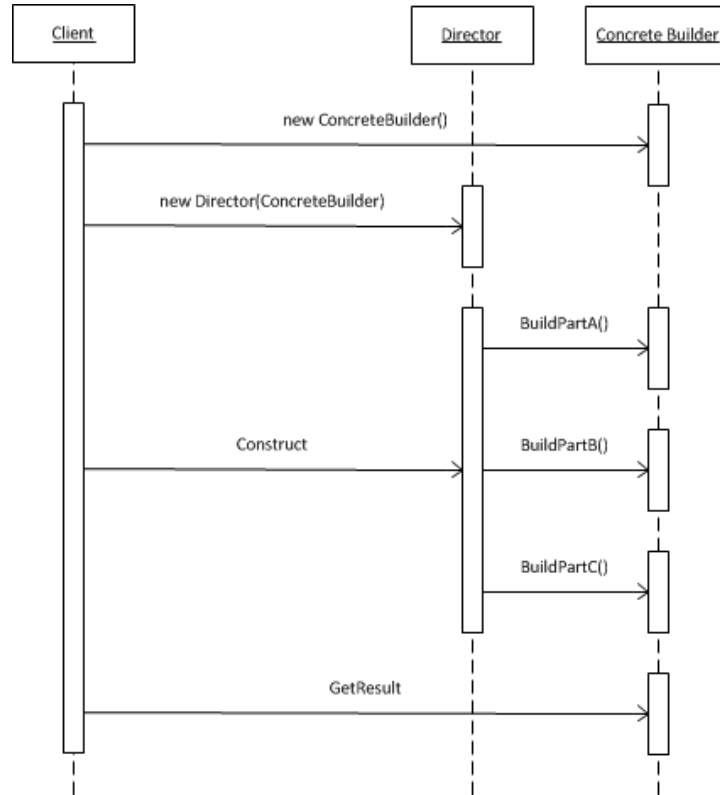 Client
Director
Concrete Builder
new ConcreteBuilder()
new Director(ConcreteBuilder)
BuildPartA()
Construct
BuildPartB()
BuildPartC()
GetResult